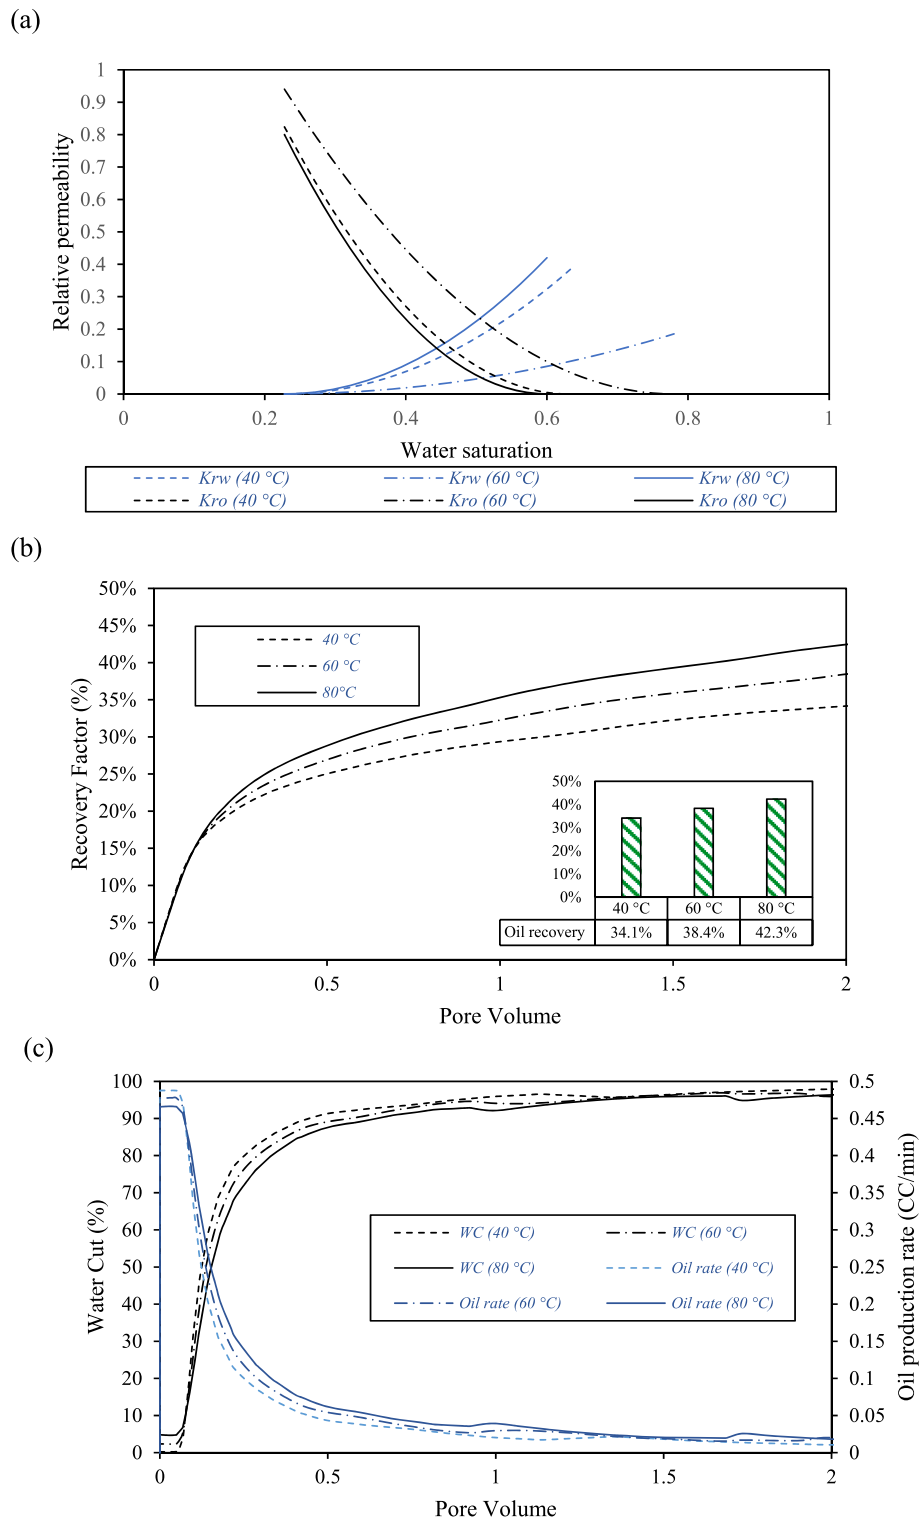 (a)
1
0.9
0.8
0.7
0.6
0.5
0.4
0.3
0.2
0.1
0
Relative permeability
0 0.2 0.4 0.6 0.8 1
Water saturation
Krw (40 °C) Krw (60 °C) Krw (80 °C)
Kro (40 °C) Kro (60 °C) Kro (80 °C)
(b)
50%
45%
40%
35%
30%
25%
20%
15%
10%
5%
0%
Recovery Factor (%)
40 °C
60 °C
80°C
50%
40%
30%
20%
10%
0%
40 °C 60 °C 80 °C
Oil recovery 34.1% 38.4% 42.3%
0 0.5 1 1.5 2
Pore Volume
(c)
100
90
80
70
60
50
40
30
20
10
0
Water Cut (%)
WC (40 °C) WC (60 °C)
WC (80 °C) Oil rate (40 °C)
Oil rate (60 °C) Oil rate (80 °C)
0.5
0.45
0.4
0.35
0.3
0.25
0.2
0.15
0.1
0.05
0
Oil production rate (CC/min)
0 0.5 1 1.5 2
Pore Volume